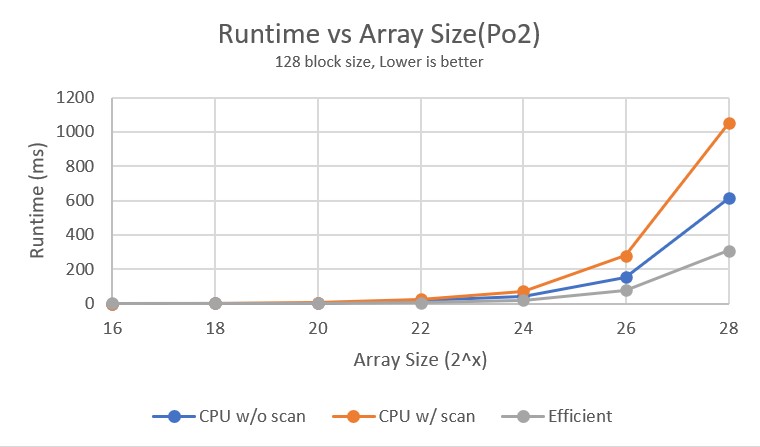 Runtime vs Array Size(Po2)
128 block size, Lower is better
1200
1000
800
600
400
200
0
Runtime (ms)
16 18 20 22 24 26 28
Array Size (2^x)
CPU w/o scan CPU w/ scan Efficient